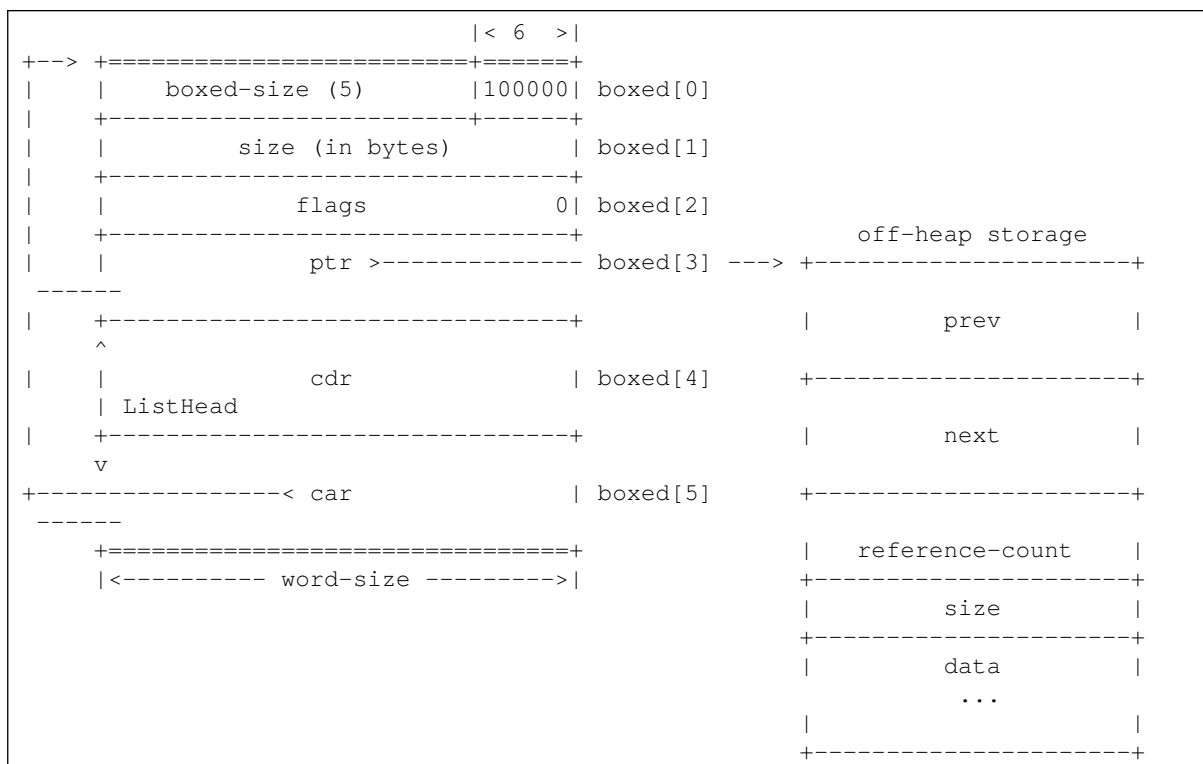 |< 6  >|
+--> +=========================+======+
|    |    boxed-size (5)       |100000| boxed[0]
|    +-------------------------+------+
|    |         size (in bytes)        | boxed[1]
|    +--------------------------------+
|    |             flags             0| boxed[2]
|    +--------------------------------+                   off-heap storage
|    |              ptr >-------------- boxed[3] ---> +----------------------+
 ------
|    +--------------------------------+               |         prev         |
     ^
|    |              cdr               | boxed[4]      +----------------------+
     | ListHead
|    +--------------------------------+               |         next         |
     v
+-----------------< car               | boxed[5]      +----------------------+
 ------
     +================================+               |   reference-count    |
     |<---------- word-size --------->|               +----------------------+
                                                      |         size         |
                                                      +----------------------+
                                                      |         data         |
                                                                 ...
                                                      |                      |
                                                      +----------------------+